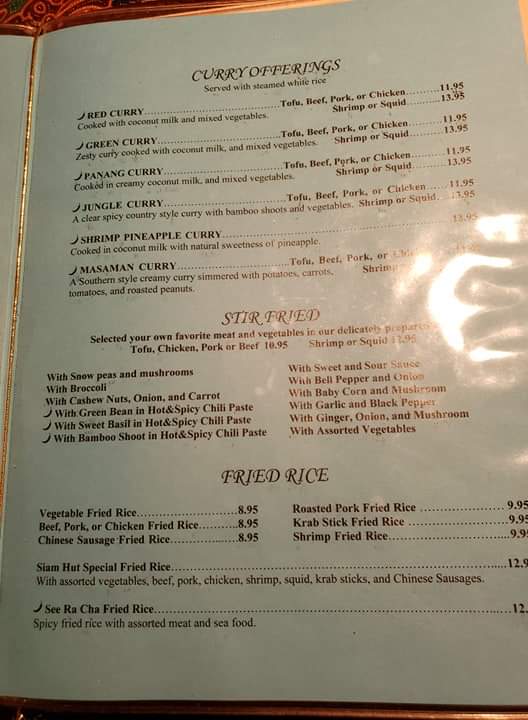 CURRY OFFERINGS
Served with steamed white rice
RED CURRY..........Tofu, Beef, Pork, or Chicken..........11.95
Cooked with coconut milk and mixed vegetables. Shrimp or Squid..........13.95
GREEN CURRY..........Tofu, Beef, Pork, or Chicken..........11.95
Zesty curry cooked with coconut milk, and mixed vegetables. Shrimp or Squid..........13.95
PANANG CURRY..........Tofu, Beef, Pork, or Chicken..........11.95
Cooked in creamy coconut milk, and mixed vegetables. Shrimp or Squid..........13.95
JUNGLE CURRY..........Tofu, Beef, Pork, or Chicken..........11.95
A clear spicy country style curry with bamboo shoots and vegetables. Shrimp or Squid..........13.95
SHRIMP PINEAPPLE CURRY..........13.95
Cooked in coconut milk with natural sweetness of pineapple.
MASAMAN CURRY..........Tofu, Beef, Pork, or
A Southern style creamy curry simmered with potatoes, carrots, Shrimp
tomatoes, and roasted peanuts.
STIR FRIED
Selected your own favorite meat and vegetables in our delicately prepared
Tofu, Chicken, Pork or Beef 10.95 Shrimp or Squid 12.95
With Snow peas and mushrooms
With Broccoli
With Cashew Nuts, Onion, and Carrot
With Green Bean in Hot&Spicy Chili Paste
With Sweet Basil in Hot&Spicy Chili Paste
With Bamboo Shoot in Hot&Spicy Chili Paste
With Sweet and Sour Sauce
With Bell Pepper and Onion
With Baby Corn and Mushroom
With Garlic and Black Pepper
With Ginger, Onion, and Mushroom
With Assorted Vegetables
FRIED RICE
Vegetable Fried Rice..........8.95
Beef, Pork, or Chicken Fried Rice..........8.95
Chinese Sausage Fried Rice..........8.95
Roasted Pork Fried Rice..........9.95
Krab Stick Fried Rice..........9.95
Shrimp Fried Rice..........9.95
Siam Hut Special Fried Rice..........12.9
With assorted vegetables, beef, pork, chicken, shrimp, squid, krab sticks, and Chinese Sausages.
See Ra Cha Fried Rice..........12.
Spicy fried rice with assorted meat and sea food.